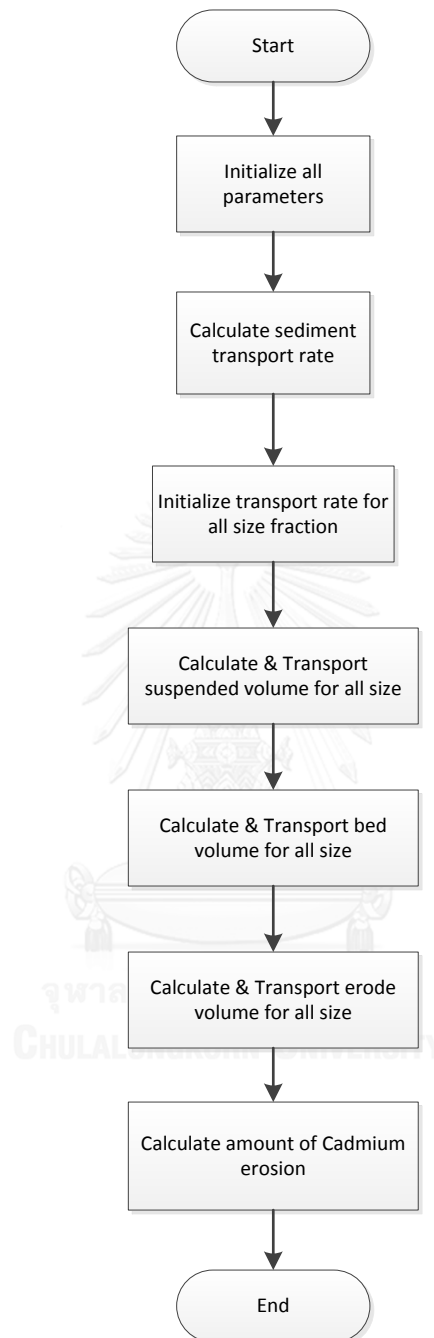 Start
Initialize all
parameters
Calculate sediment
transport rate
Initialize transport rate for
all size fraction
Calculate & Transport
suspended volume for all size
Calculate & Transport bed
volume for all size
Calculate & Transport erode
volume for all size
Calculate amount of Cadmium
erosion
End